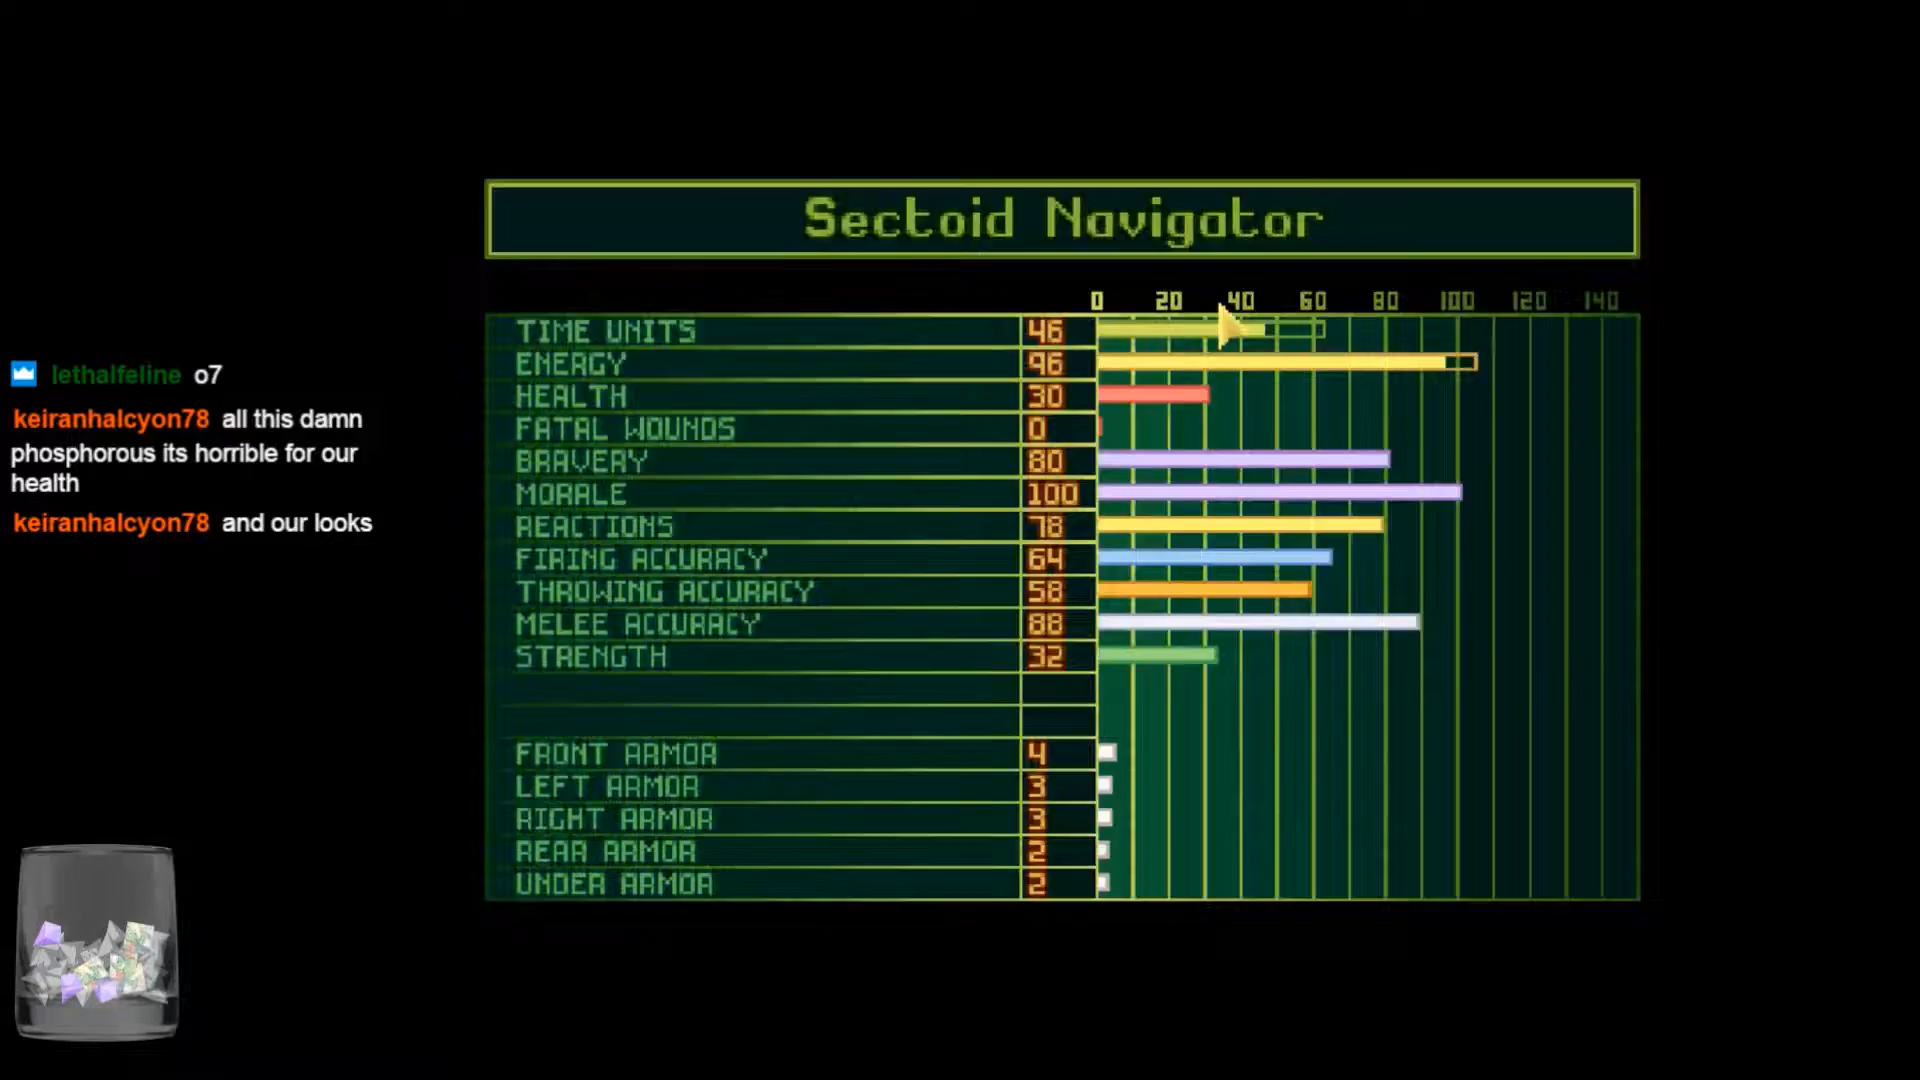 Sectoid Navigator
0 20 40 60 80 100 120 140
TIME UNITS 46
ENERGY 96
HEALTH 30
FATAL WOUNDS 0
BRAVERY 80
MORALE 100
REACTIONS 78
FIRING ACCURACY 64
THROWING ACCURACY 58
MELEE ACCURACY 88
STRENGTH 32
FRONT ARMOR 4
LEFT ARMOR 3
RIGHT ARMOR 3
REAR ARMOR 2
UNDER ARMOR 2
lethalfeline o7
keiranhalcyon78 all this damn
phosphorous its horrible for our
health
keiranhalcyon78 and our looks